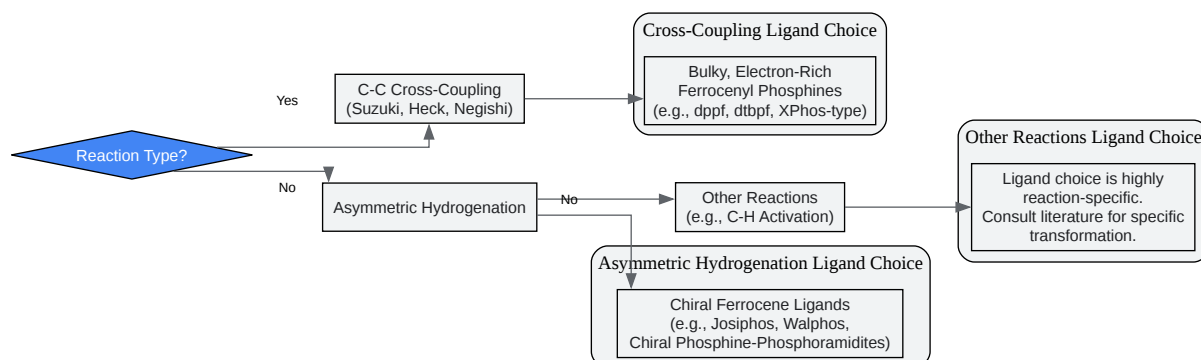 Cross-Coupling Ligand Choice
Bulky, Electron-Rich
Ferrocenyl Phosphines
(e.g., dppf, dtbpf, XPhos-type)
C-C Cross-Coupling
(Suzuki, Heck, Negishi)
Yes
Reaction Type?
No
Asymmetric Hydrogenation
No
Other Reactions
(e.g., C-H Activation)
Other Reactions Ligand Choice
Ligand choice is highly
reaction-specific.
Consult literature for specific
transformation.
Asymmetric Hydrogenation Ligand Choice
Chiral Ferrocene Ligands
(e.g., Josiphos, Walphos,
Chiral Phosphine-Phosphoramidites)